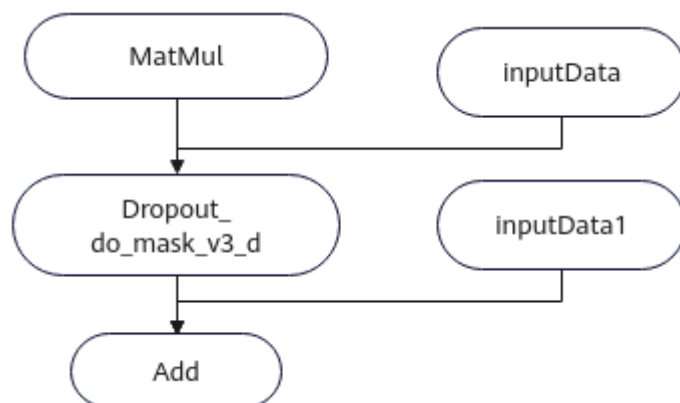 MatMul
inputData
Dropout_
do_mask_v3_d
inputData1
Add